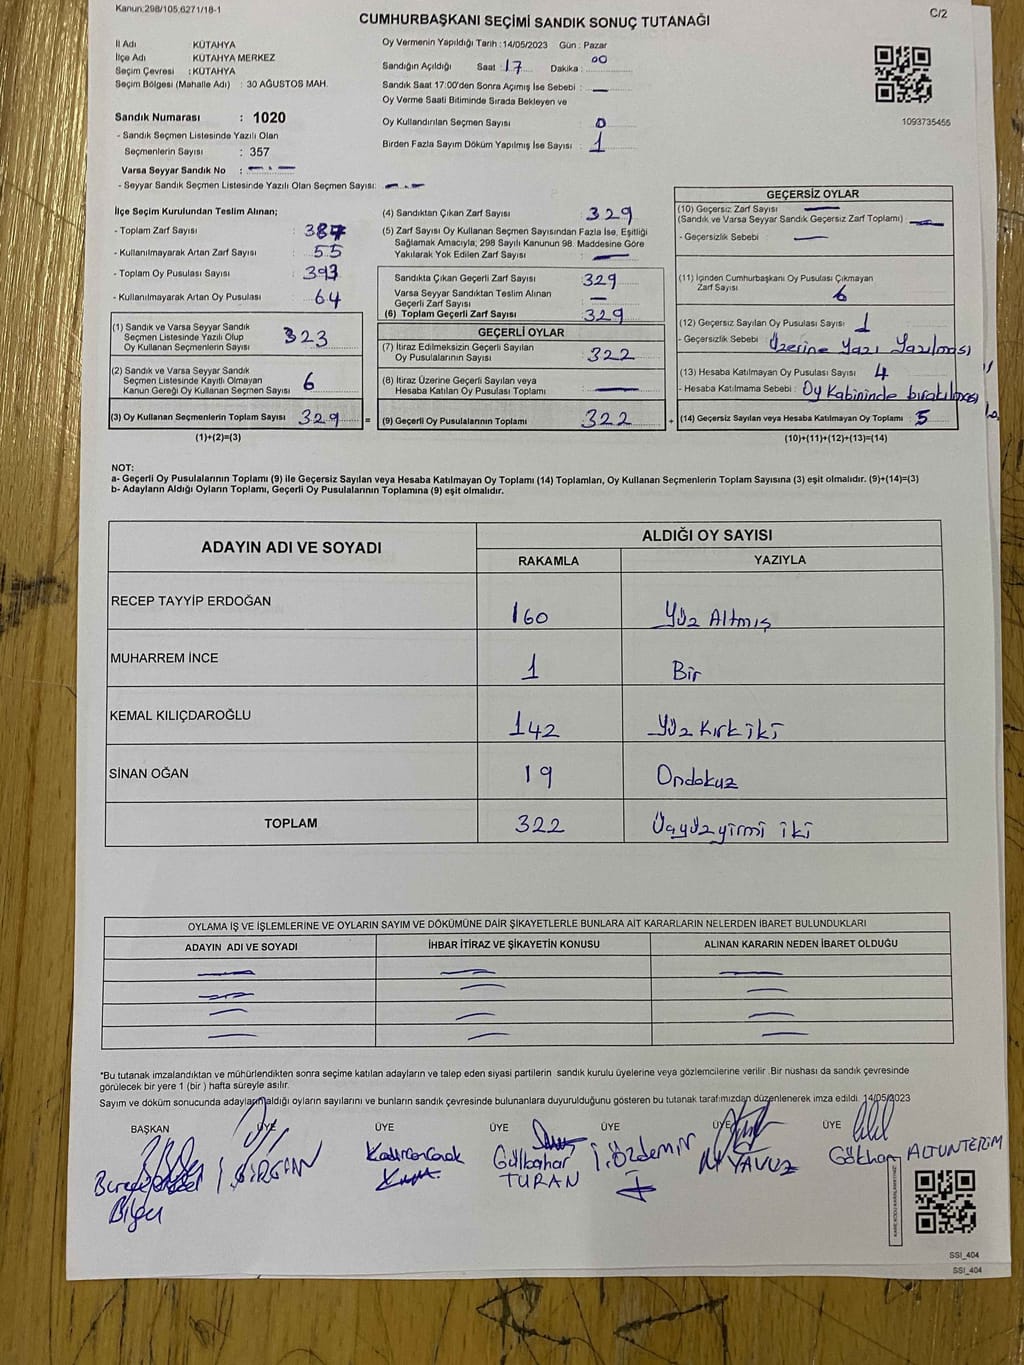 Kanun:298/105,6271/18-1
C/2
CUMHURBAŞKANI SEÇİMİ SANDIK SONUÇ TUTANAĞI
İl Adı KÜTAHYA
İlçe Adı KÜTAHYA MERKEZ
Seçim Çevresi : KÜTAHYA
Seçim Bölgesi (Mahalle Adı) : 30 AĞUSTOS MAH.
Sandık Numarası : 1020
- Sandık Seçmen Listesinde Yazılı Olan
Seçmenlerin Sayısı : 357
Varsa Seyyar Sandık No :
- Seyyar Sandık Seçmen Listesinde Yazılı Olan Seçmen Sayısı:
Oy Vermenin Yapıldığı Tarih :14/05/2023 Gün : Pazar
Sandığın Açıldığı Saat : 17 Dakika : 00
Sandık Saat 17:00'den Sonra Açımış İse Sebebi : —
Oy Verme Saati Bitiminde Sırada Bekleyen ve
Oy Kullandırılan Seçmen Sayısı : 0
Birden Fazla Sayım Döküm Yapılmış İse Sayısı : 1
1093735455
İlçe Seçim Kurulundan Teslim Alınan;
- Toplam Zarf Sayısı :
- Kullanılmayarak Artan Zarf Sayısı : 55
- Toplam Oy Pusulası Sayısı : 393
- Kullanılmayarak Artan Oy Pusulası : 64
(1) Sandık ve Varsa Seyyar Sandık
Seçmen Listesinde Yazılı Olup
Oy Kullanan Seçmenlerin Sayısı 323
(2) Sandık ve Varsa Seyyar Sandık
Seçmen Listesinde Kayıtlı Olmayan
Kanun Gereği Oy Kullanan Seçmen Sayısı 6
(3) Oy Kullanan Seçmenlerin Toplam Sayısı 329 =
(1)+(2)=(3)
(4) Sandıktan Çıkan Zarf Sayısı 329
(5) Zarf Sayısı Oy Kullanan Seçmen Sayısından Fazla İse, Eşitliği
Sağlamak Amacıyla; 298 Sayılı Kanunun 98. Maddesine Göre
Yakılarak Yok Edilen Zarf Sayısı : —
Sandıkta Çıkan Geçerli Zarf Sayısı 329
Varsa Seyyar Sandıktan Teslim Alınan
Geçerli Zarf Sayısı —
(6) Toplam Geçerli Zarf Sayısı 329
GEÇERLİ OYLAR
(7) İtiraz Edilmeksizin Geçerli Sayılan
Oy Pusulalarının Sayısı 322
(8) İtiraz Üzerine Geçerli Sayılan veya
Hesaba Katılan Oy Pusulası Toplamı —
(9) Geçerli Oy Pusulalarının Toplamı 322 +
GEÇERSİZ OYLAR
(10) Geçersiz Zarf Sayısı —
(Sandık ve Varsa Seyyar Sandık Geçersiz Zarf Toplamı) —
- Geçersizlik Sebebi : —
(11) İçinden Cumhurbaşkanı Oy Pusulası Çıkmayan
Zarf Sayısı 6
(12) Geçersiz Sayılan Oy Pusulası Sayısı 1
- Geçersizlik Sebebi : Üzerine Yazı Yazılması
(13) Hesaba Katılmayan Oy Pusulası Sayısı 4
- Hesaba Katılmama Sebebi : Oy Kabininde bırakılması
(14) Geçersiz Sayılan veya Hesaba Katılmayan Oy Toplamı 5
(10)+(11)+(12)+(13)=(14)
NOT:
a- Geçerli Oy Pusulalarının Toplamı (9) ile Geçersiz Sayılan veya Hesaba Katılmayan Oy Toplamı (14) Toplamları, Oy Kullanan Seçmenlerin Toplam Sayısına (3) eşit olmalıdır. (9)+(14)=(3)
b- Adayların Aldığı Oyların Toplamı, Geçerli Oy Pusulalarının Toplamına (9) eşit olmalıdır.
ADAYIN ADI VE SOYADI ALDIĞI OY SAYISI
RAKAMLA YAZIYLA
RECEP TAYYİP ERDOĞAN 160 Yüz Altmış
MUHARREM İNCE 1 Bir
KEMAL KILIÇDAROĞLU 142 Yüz Kırk iki
SİNAN OĞAN 19 Ondokuz
TOPLAM 322 Üçyüzyirmi iki
OYLAMA İŞ VE İŞLEMLERİNE VE OYLARIN SAYIM VE DÖKÜMÜNE DAİR ŞİKAYETLERLE BUNLARA AİT KARARLARIN NELERDEN İBARET BULUNDUKLARI
ADAYIN ADI VE SOYADI İHBAR İTİRAZ VE ŞİKAYETİN KONUSU ALINAN KARARIN NEDEN İBARET OLDUĞU
*Bu tutanak imzalandıktan ve mühürlendikten sonra seçime katılan adayların ve talep eden siyasi partilerin sandık kurulu üyelerine veya gözlemcilerine verilir .Bir nüshası da sandık çevresinde
görülecek bir yere 1 (bir ) hafta süreyle asılır.
Sayım ve döküm sonucunda adayların aldığı oyların sayılarını ve bunların sandık çevresinde bulunanlara duyurulduğunu gösteren bu tutanak tarafımızdan düzenlenerek imza edildi. 14/05/2023
BAŞKAN ÜYE ÜYE ÜYE ÜYE ÜYE ÜYE
Gülbahar TURAN
İ. Özdemir
YAVUZ
Gökhan ALTUNTERİM
SSI_404
SSI_404